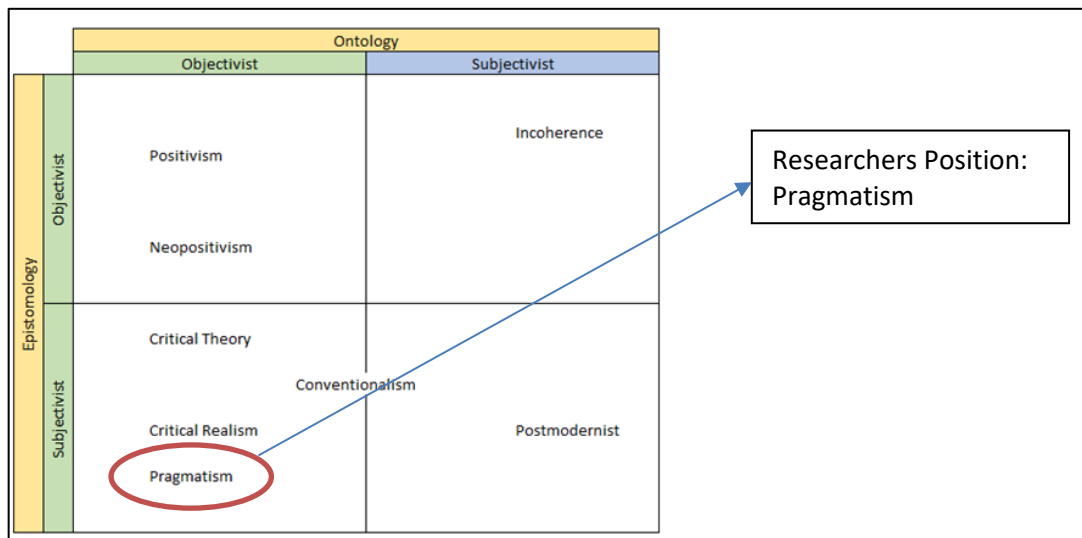 Ontology
Objectivist
Subjectivist
Epistomology
Objectivist
Positivism
Neopositivism
Incoherence
Subjectivist
Critical Theory
Conventionalism
Critical Realism
Pragmatism
Postmodernist
Researchers Position:
Pragmatism